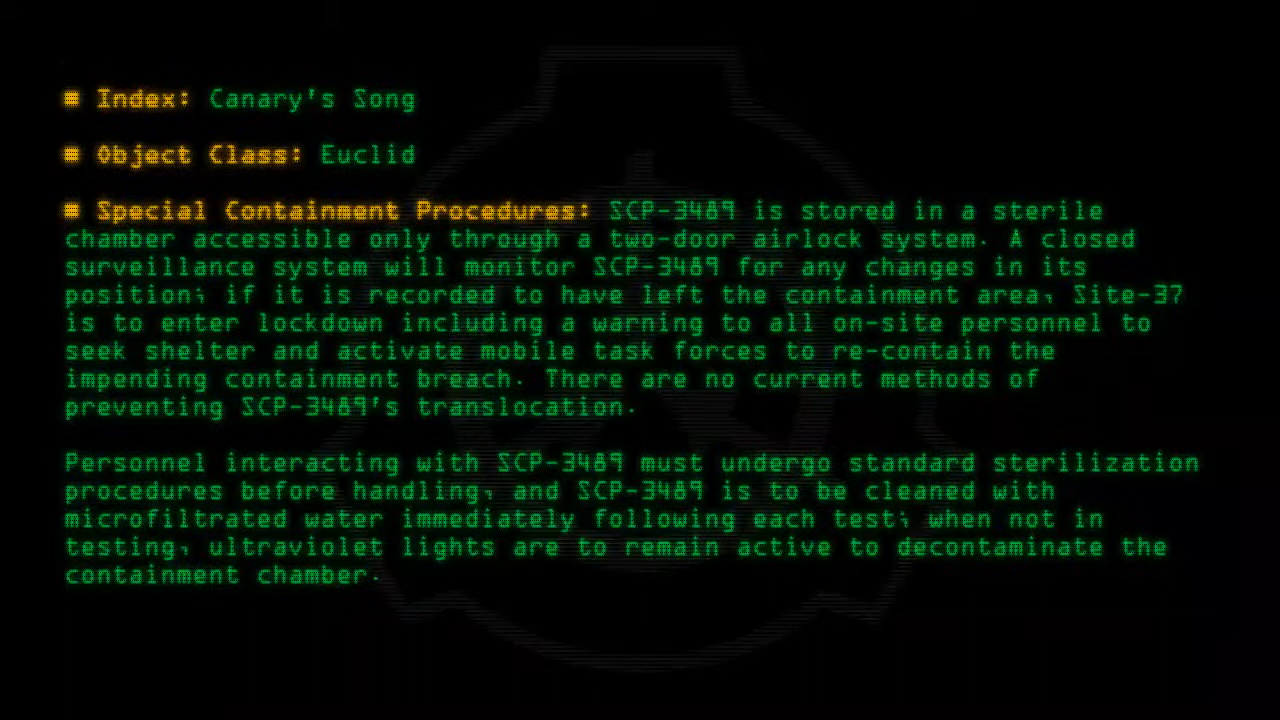 ■ Index: Canary's Song
■ Object Class: Euclid
■ Special Containment Procedures: SCP-3489 is stored in a sterile
chamber accessible only through a two-door airlock system. A closed
surveillance system will monitor SCP-3489 for any changes in its
position; if it is recorded to have left the containment area, Site-37
is to enter lockdown including a warning to all on-site personnel to
seek shelter and activate mobile task forces to re-contain the
impending containment breach. There are no current methods of
preventing SCP-3489's translocation.
Personnel interacting with SCP-3489 must undergo standard sterilization
procedures before handling, and SCP-3489 is to be cleaned with
microfiltrated water immediately following each test; when not in
testing, ultraviolet lights are to remain active to decontaminate the
containment chamber.